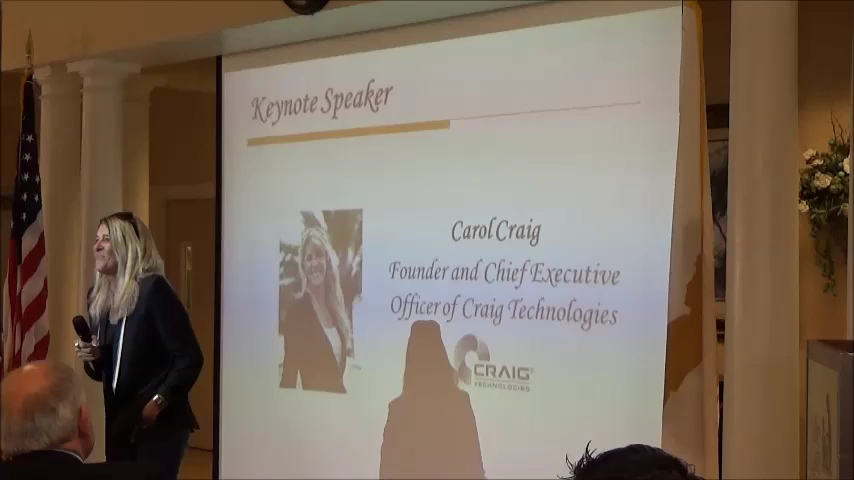 Keynote Speaker
Carol Craig
Founder and Chief Executive
Officer of Craig Technologies
CRAIG®
TECHNOLOGIES